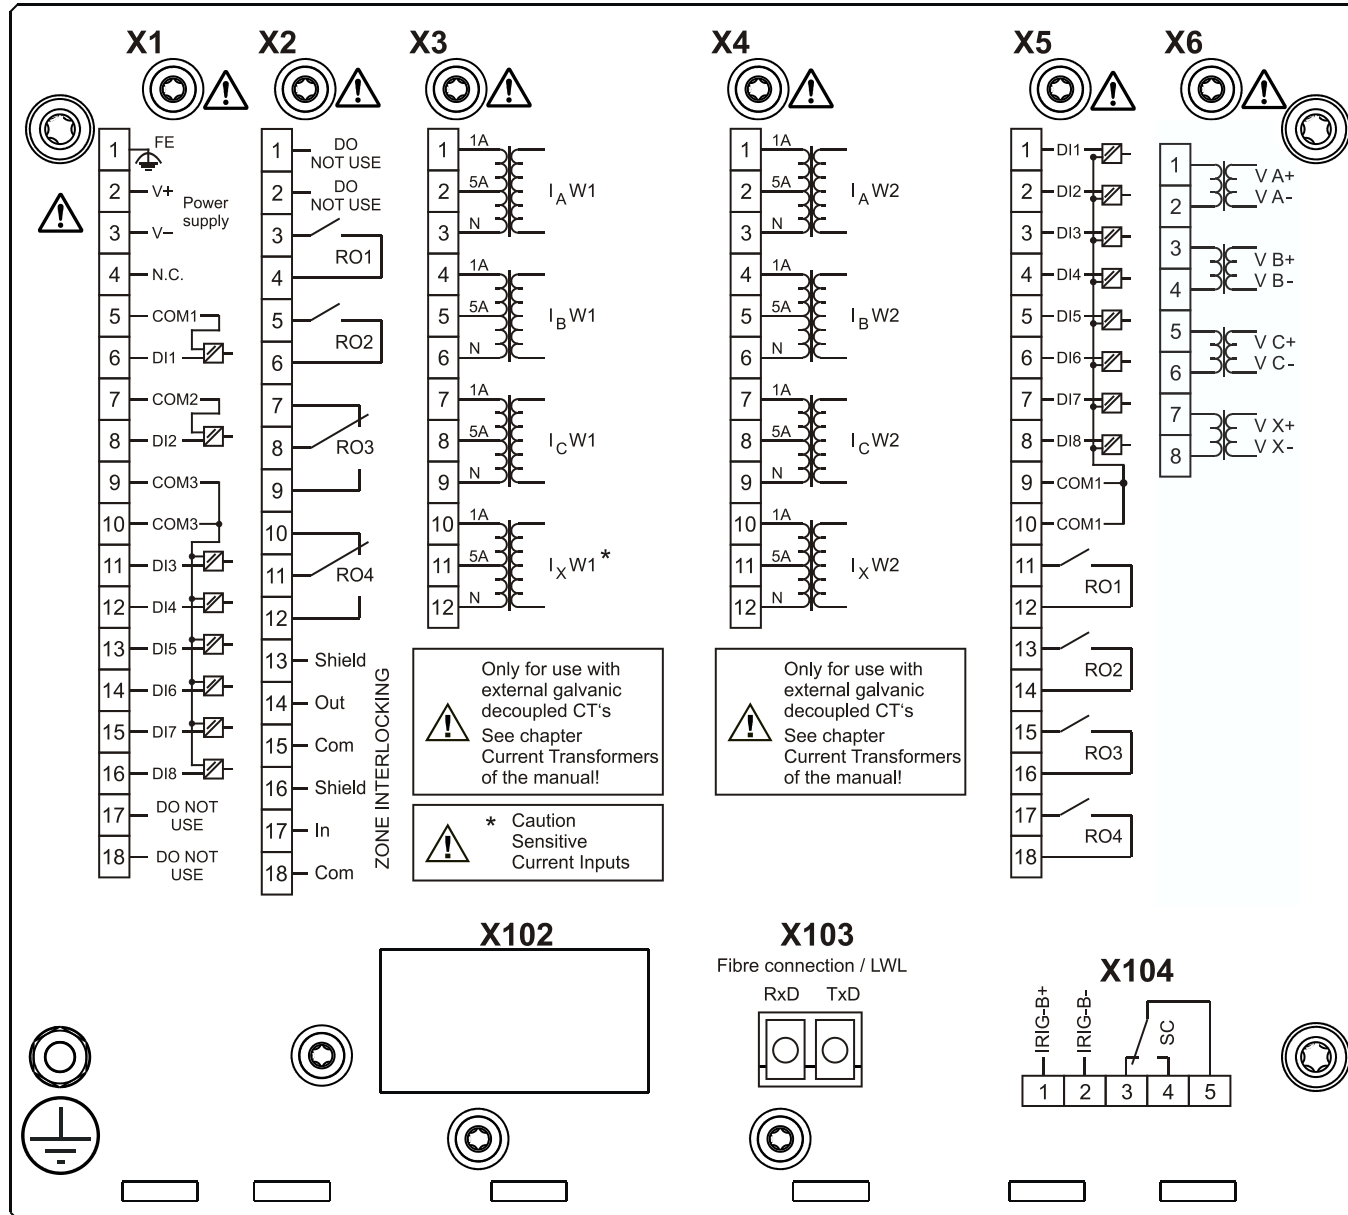 X1
1 FE
2 V+
Power
supply
3 V–
4 N.C.
5 COM1
6 DI1
7 COM2
8 DI2
9 COM3
10 COM3
11 DI3
12 DI4
13 DI5
14 DI6
15 DI7
16 DI8
17 DO NOT
USE
18 DO NOT
USE
X2
1 DO
NOT USE
2 DO
NOT USE
3
RO1
4
5
RO2
6
7
8 RO3
9
10
11 RO4
12
13 Shield
14 Out
15 Com
16 Shield
17 In
18 Com
ZONE INTERLOCKING
X3
1 1A
2 5A IA W1
3 N
4 1A
5 5A IB W1
6 N
7 1A
8 5A IC W1
9 N
10 1A
11 5A IX W1 *
12 N
Only for use with
external galvanic
decoupled CT's
See chapter
Current Transformers
of the manual!
* Caution
Sensitive
Current Inputs
X4
1 1A
2 5A IA W2
3 N
4 1A
5 5A IB W2
6 N
7 1A
8 5A IC W2
9 N
10 1A
11 5A IX W2
12 N
Only for use with
external galvanic
decoupled CT's
See chapter
Current Transformers
of the manual!
X5
1 DI1
2 DI2
3 DI3
4 DI4
5 DI5
6 DI6
7 DI7
8 DI8
9 COM1
10 COM1
11
RO1
12
13
RO2
14
15
RO3
16
17
RO4
18
X6
1 V A+
2 V A-
3 V B+
4 V B-
5 V C+
6 V C-
7 V X+
8 V X-
X102
X103
Fibre connection / LWL
RxD TxD
X104
IRIG-B+
IRIG-B-
SC
1 2 3 4 5